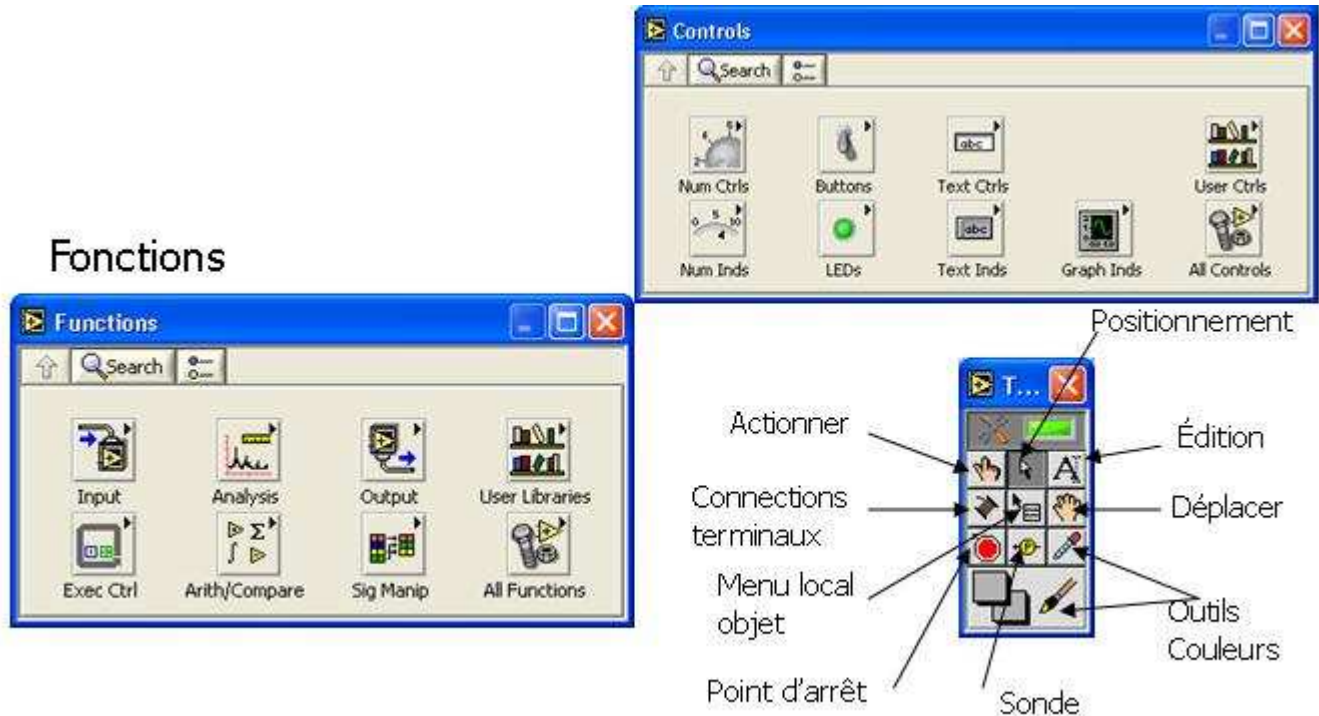 Controls
Search
Num Ctrls
Buttons
Text Ctrls
User Ctrls
Num Inds
LEDs
Text Inds
Graph Inds
All Controls
Fonctions
Functions
Search
Input
Analysis
Output
User Libraries
Exec Ctrl
Arith/Compare
Sig Manip
All Functions
Positionnement
T...
Actionner
Édition
Connections
terminaux
Déplacer
Menu local
objet
Outils
Couleurs
Point d'arrêt
Sonde